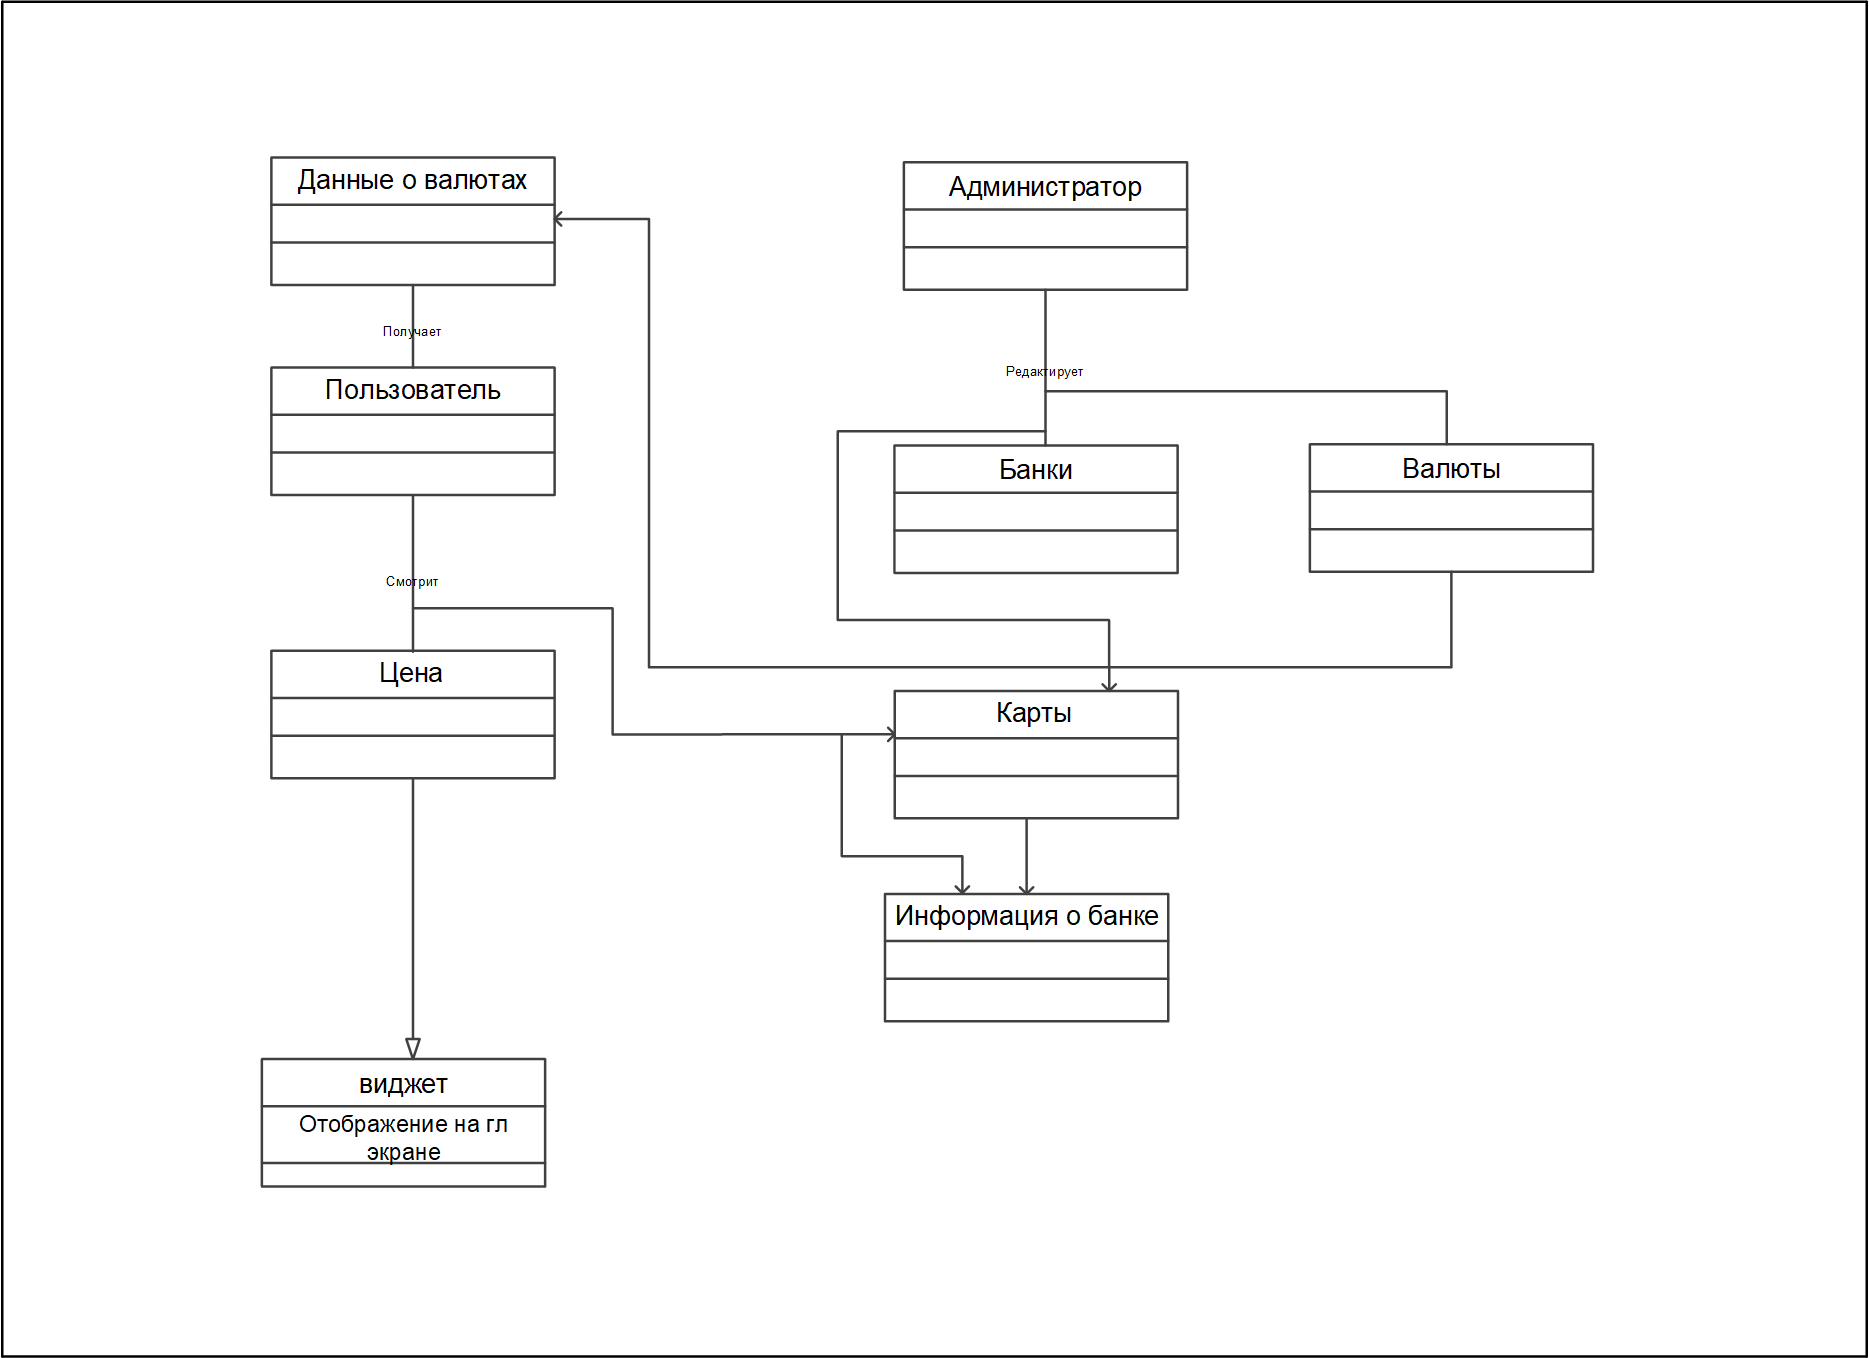 Данные о валютах
Администратор
Получает
Редактирует
Пользователь
Банки
Валюты
Смотрит
Цена
Карты
Информация о банке
виджет
Отображение на гл
экране